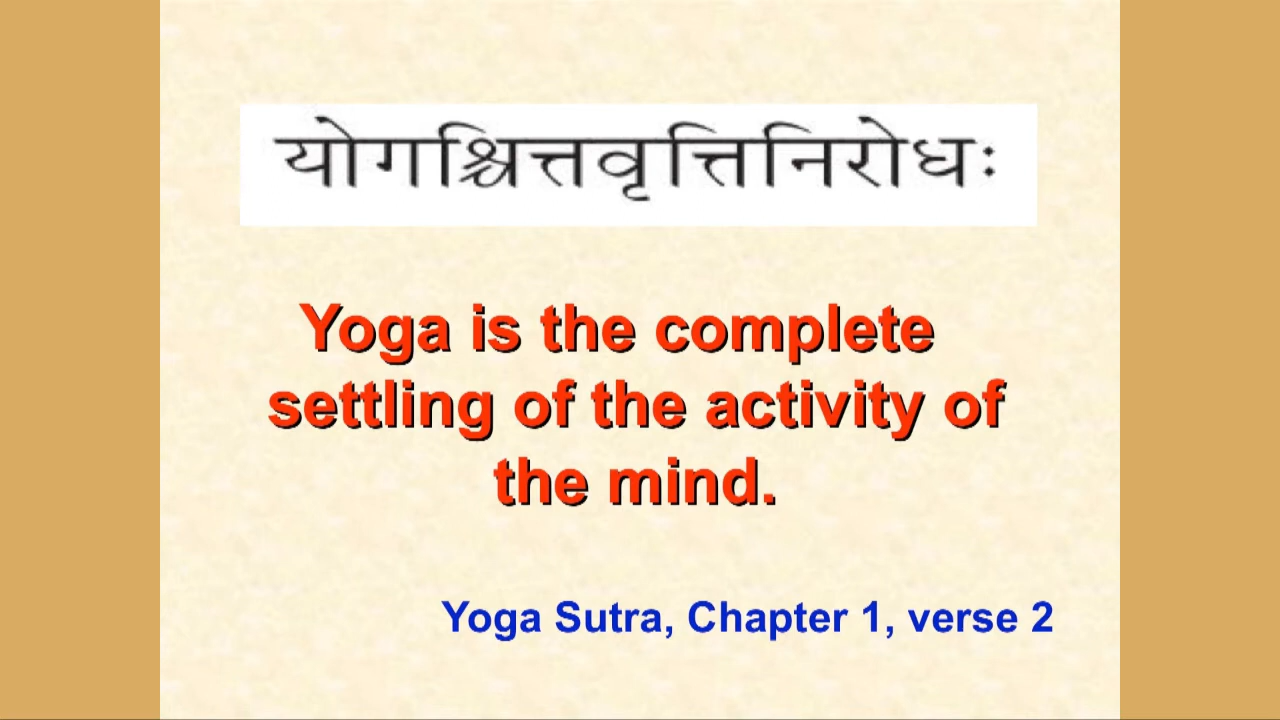 योगश्चित्तवृत्तिनिरोधः
Yoga is the complete
settling of the activity of
the mind.
Yoga Sutra, Chapter 1, verse 2